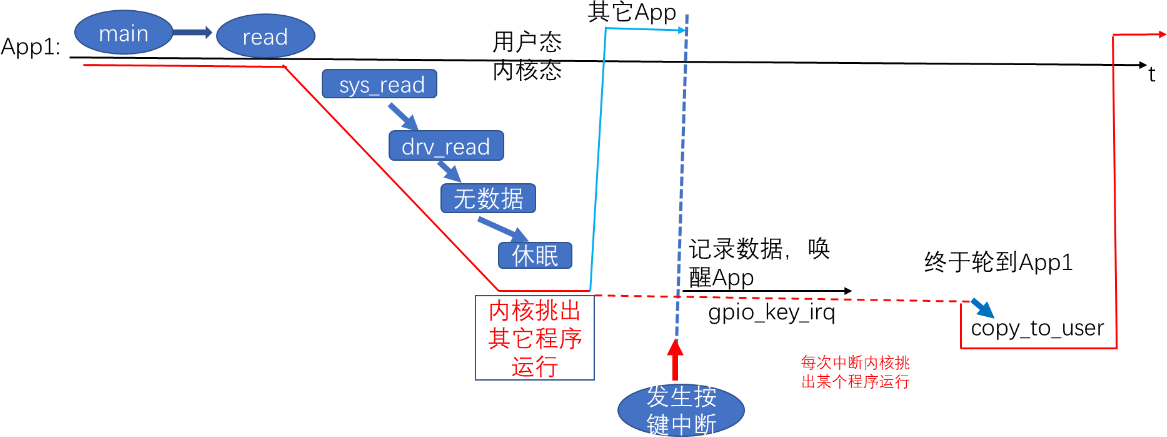 其它App
main
read
App1:
用户态
内核态
t
sys_read
drv_read
无数据
休眠
记录数据，唤
醒App
终于轮到App1
内核挑出
其它程序
运行
gpio_key_irq
copy_to_user
每次中断内核挑
出某个程序运行
发生按
键中断